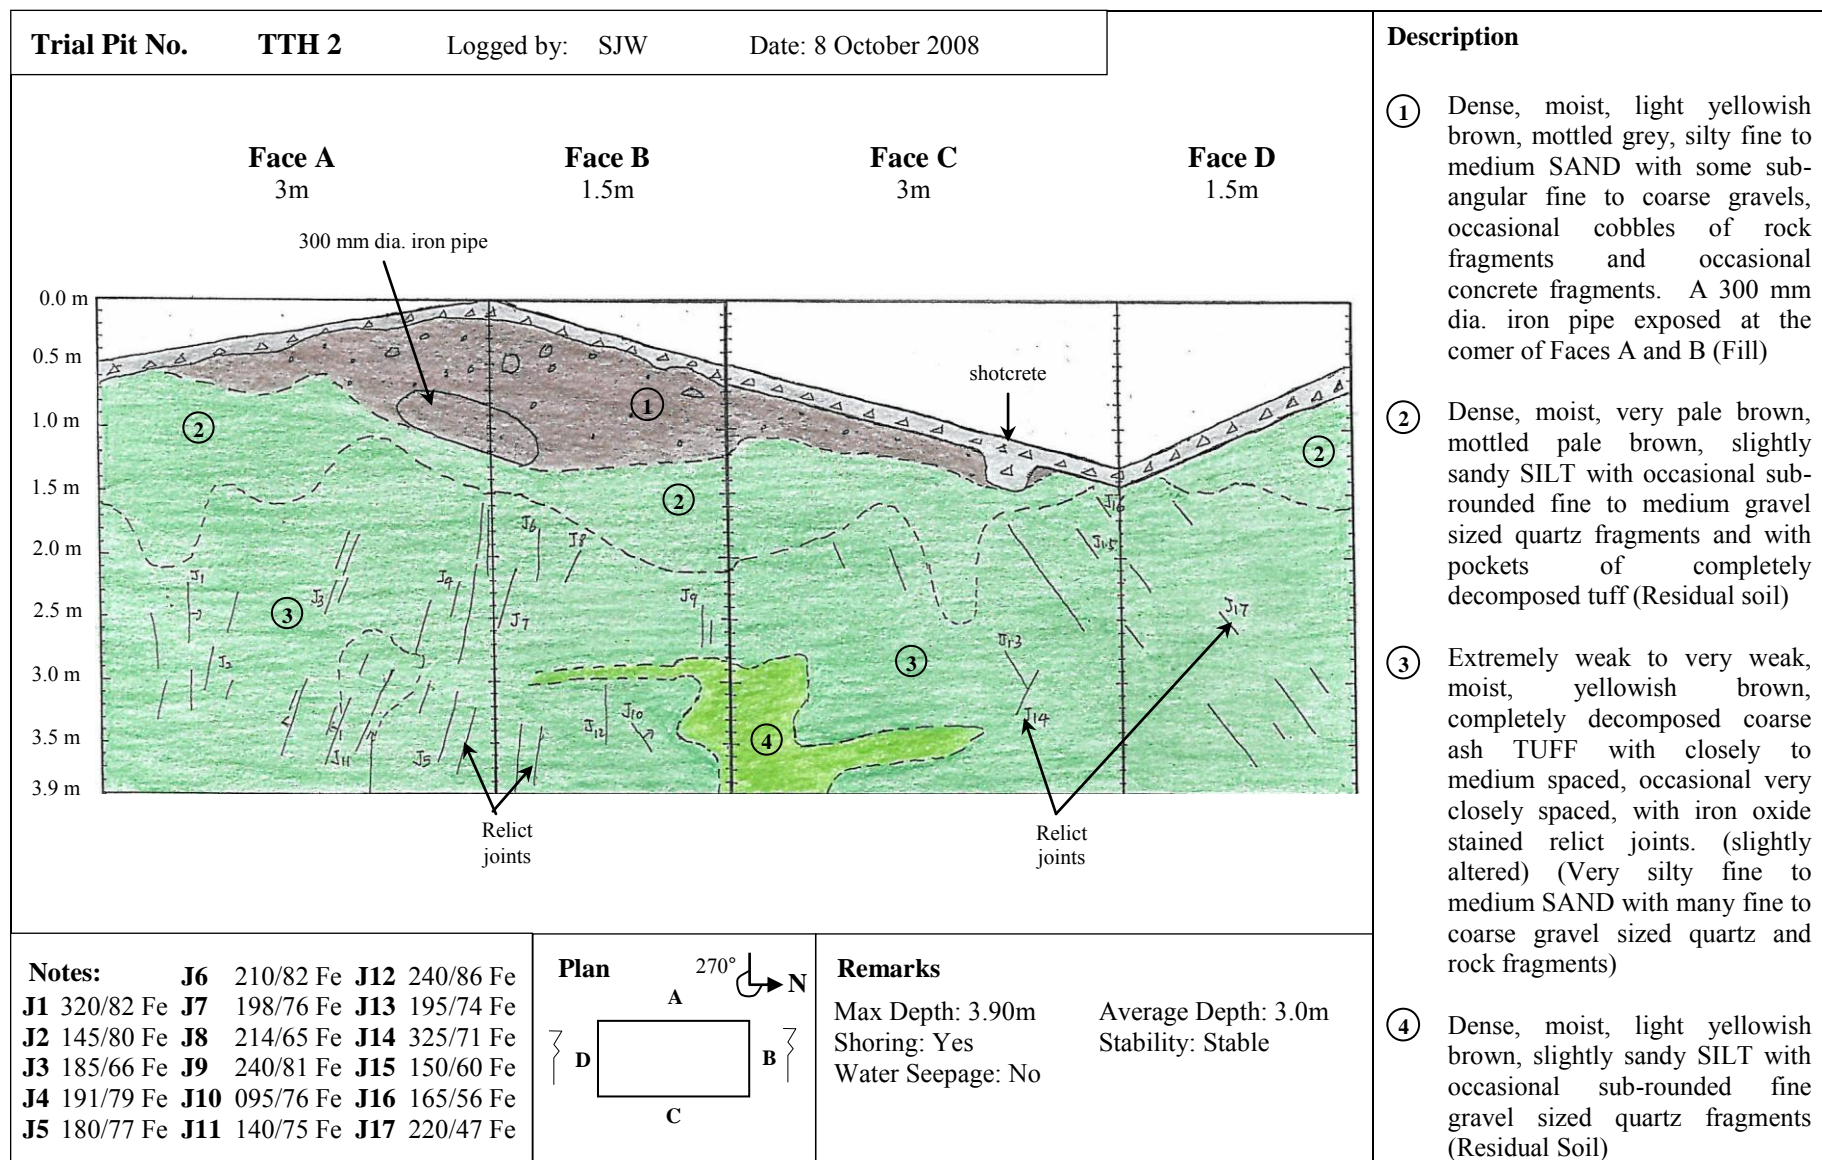 Trial Pit No. TTH 2 Logged by: SJW Date: 8 October 2008
Face A Face B Face C Face D
3m 1.5m 3m 1.5m
300 mm dia. iron pipe
shotcrete
0.0 m
0.5 m
1.0 m
1.5 m
2.0 m
2.5 m
3.0 m
3.5 m
3.9 m
1
2
2
2
3
3
4
J1
J2
J3
J4
J5
J11
J6
J8
J7
J9
J12
J10
J13
J14
J16
J15
J17
Relict
joints
Relict
joints
Description
1 Dense, moist, light yellowish
brown, mottled grey, silty fine to
medium SAND with some sub-
angular fine to coarse gravels,
occasional cobbles of rock
fragments and occasional
concrete fragments. A 300 mm
dia. iron pipe exposed at the
comer of Faces A and B (Fill)
2 Dense, moist, very pale brown,
mottled pale brown, slightly
sandy SILT with occasional sub-
rounded fine to medium gravel
sized quartz fragments and with
pockets of completely
decomposed tuff (Residual soil)
3 Extremely weak to very weak,
moist, yellowish brown,
completely decomposed coarse
ash TUFF with closely to
medium spaced, occasional very
closely spaced, with iron oxide
stained relict joints. (slightly
altered) (Very silty fine to
medium SAND with many fine to
coarse gravel sized quartz and
rock fragments)
4 Dense, moist, light yellowish
brown, slightly sandy SILT with
occasional sub-rounded fine
gravel sized quartz fragments
(Residual Soil)
Notes: J6 210/82 Fe J12 240/86 Fe
J1 320/82 Fe J7 198/76 Fe J13 195/74 Fe
J2 145/80 Fe J8 214/65 Fe J14 325/71 Fe
J3 185/66 Fe J9 240/81 Fe J15 150/60 Fe
J4 191/79 Fe J10 095/76 Fe J16 165/56 Fe
J5 180/77 Fe J11 140/75 Fe J17 220/47 Fe
Plan 270° N
A
D B
C
Remarks
Max Depth: 3.90m Average Depth: 3.0m
Shoring: Yes Stability: Stable
Water Seepage: No